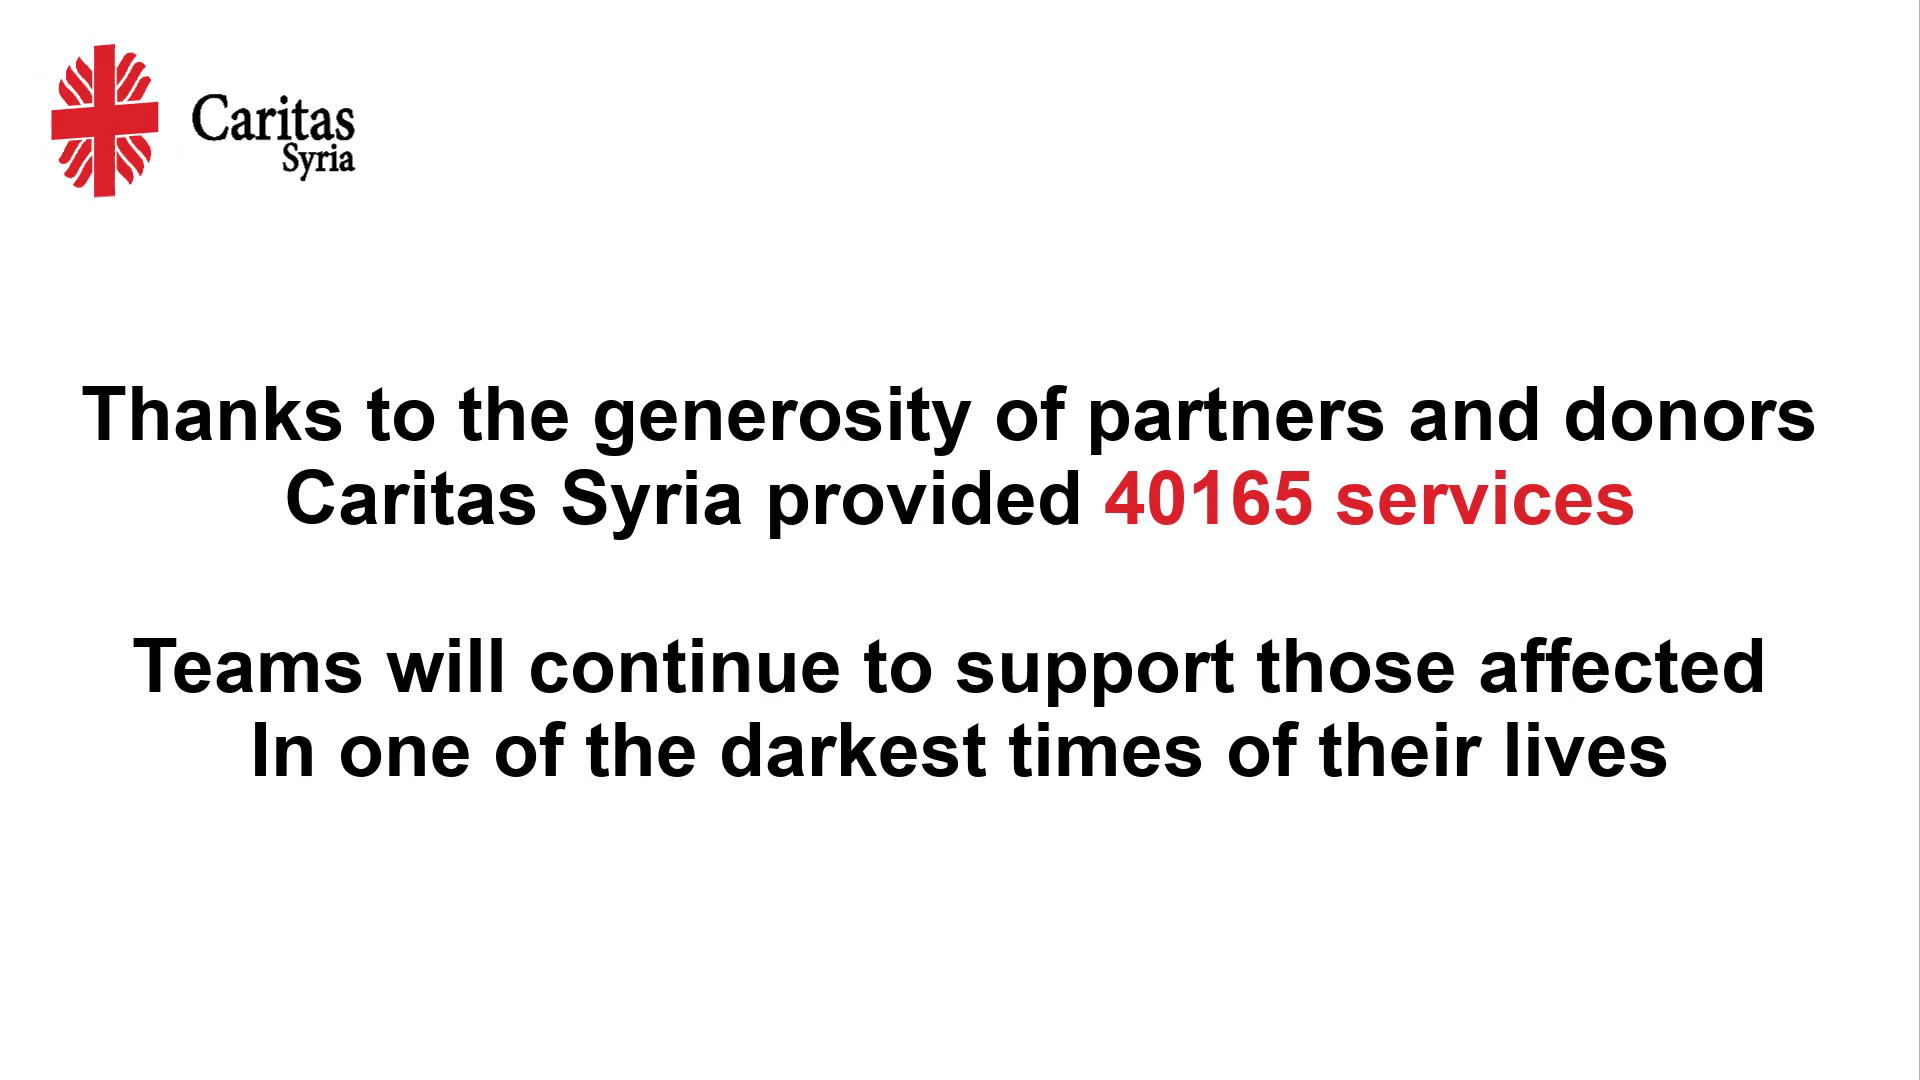 Caritas
Syria
Thanks to the generosity of partners and donors
Caritas Syria provided 40165 services
Teams will continue to support those affected
In one of the darkest times of their lives